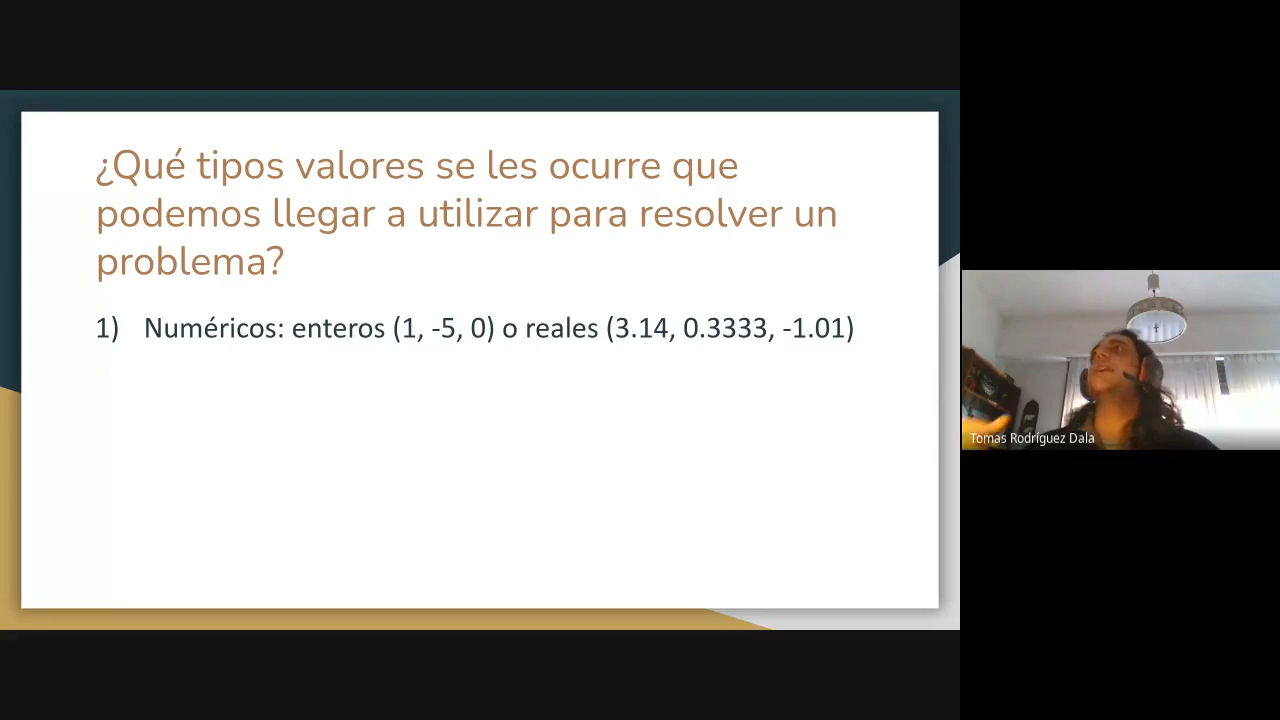 ¿Qué tipos valores se les ocurre que
podemos llegar a utilizar para resolver un
problema?
1) Numéricos: enteros (1, -5, 0) o reales (3.14, 0.3333, -1.01)
Tomas Rodríguez Dala